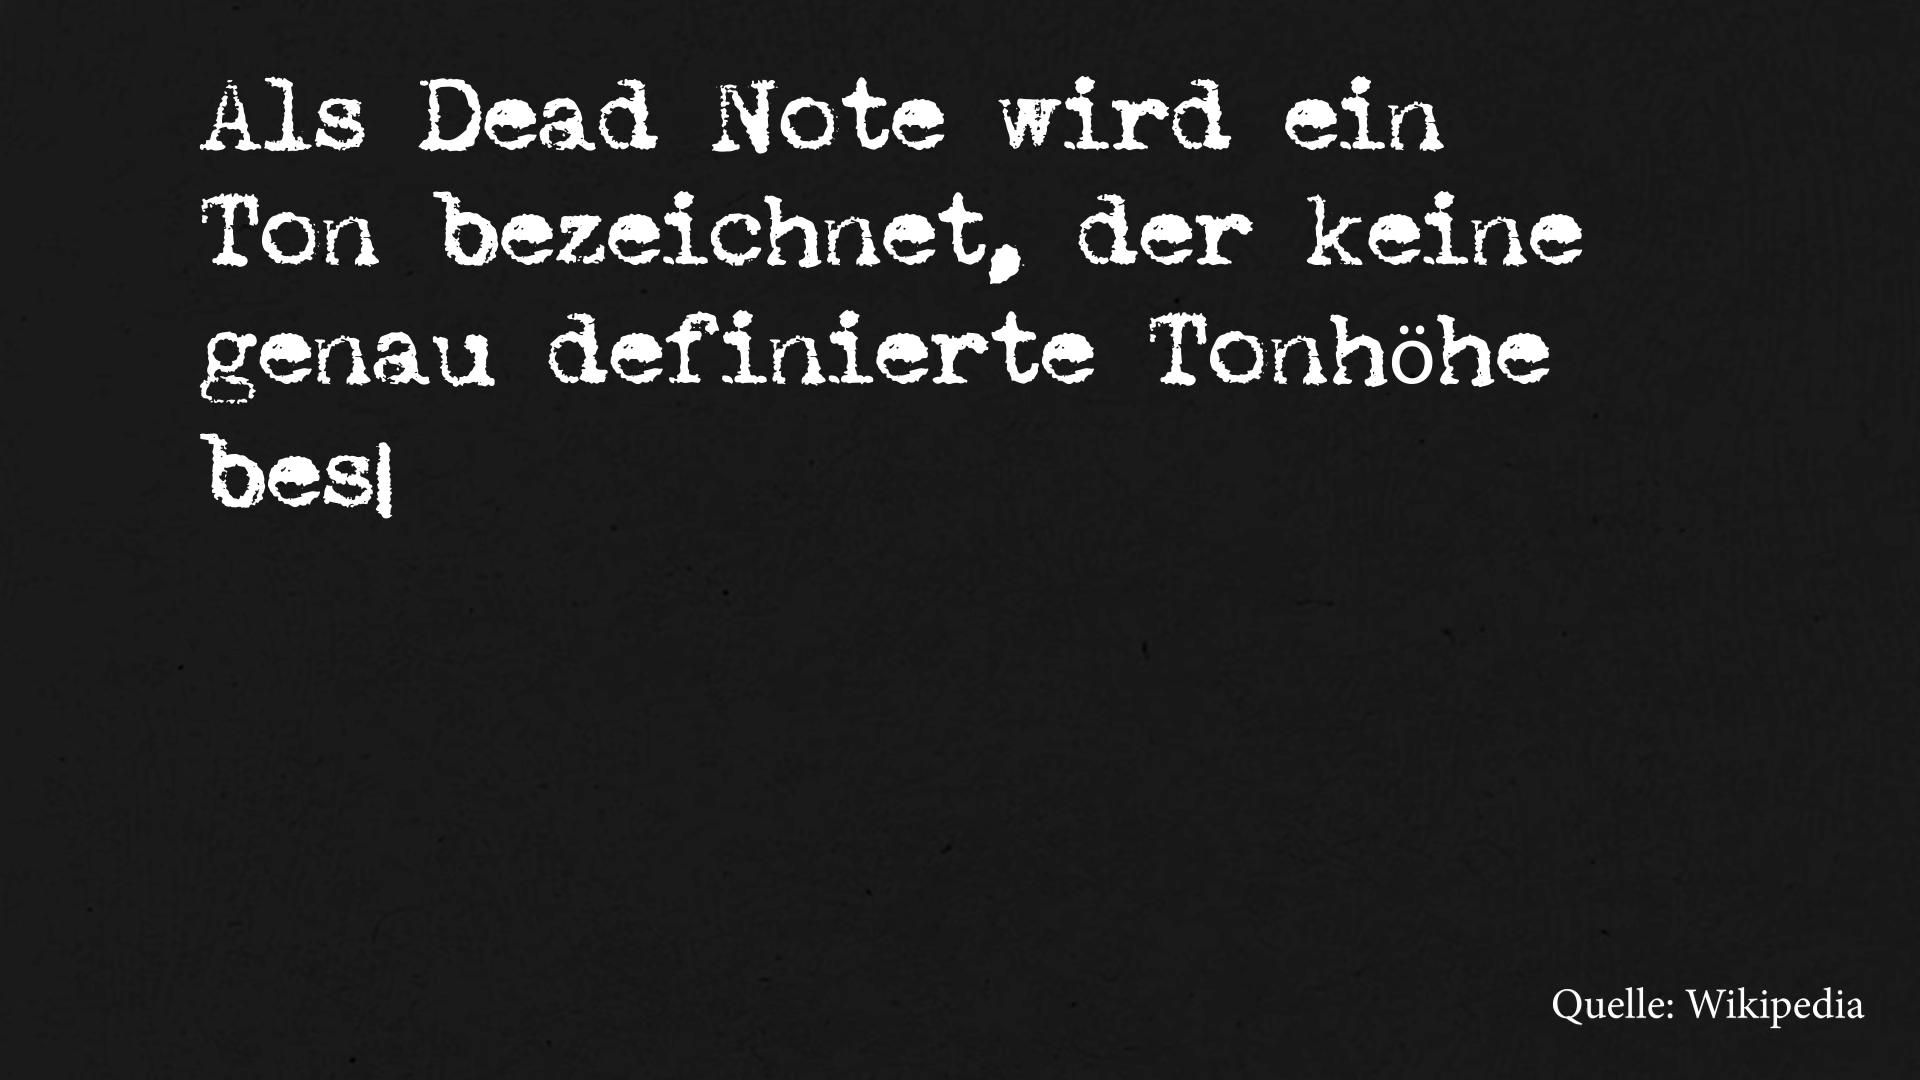 Als Dead Note wird ein
Ton bezeichnet, der keine
genau definierte Tonhöhe
bes|
Quelle: Wikipedia